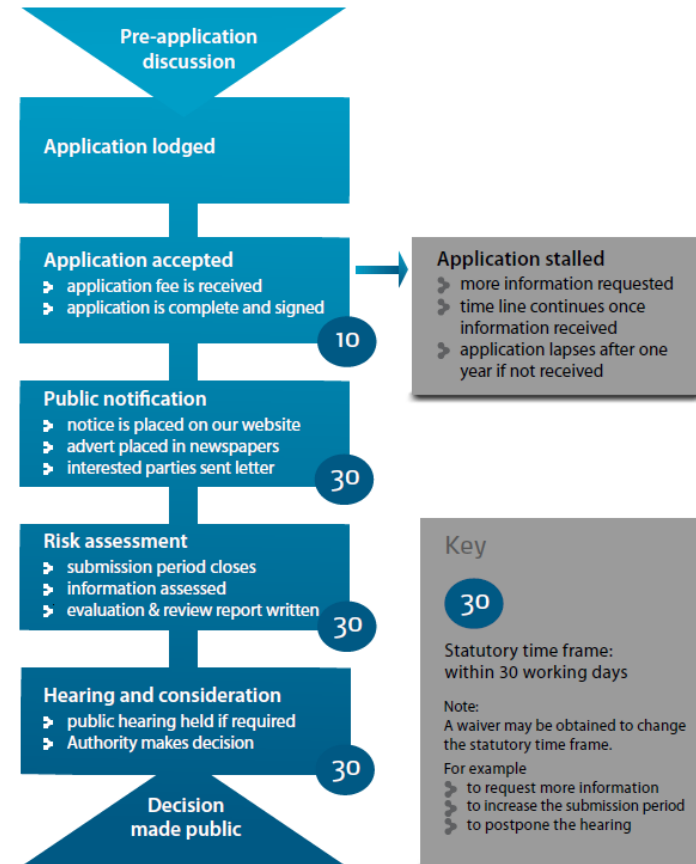 Pre-application
discussion
Application lodged
Application accepted
application fee is received
application is complete and signed
10
Application stalled
more information requested
time line continues once
information received
application lapses after one
year if not received
Public notification
notice is placed on our website
advert placed in newspapers
interested parties sent letter
30
Risk assessment
submission period closes
information assessed
evaluation & review report written
30
Hearing and consideration
public hearing held if required
Authority makes decision
30
Decision
made public
Key
30
Statutory time frame:
within 30 working days
Note:
A waiver may be obtained to change
the statutory time frame.
For example
to request more information
to increase the submission period
to postpone the hearing